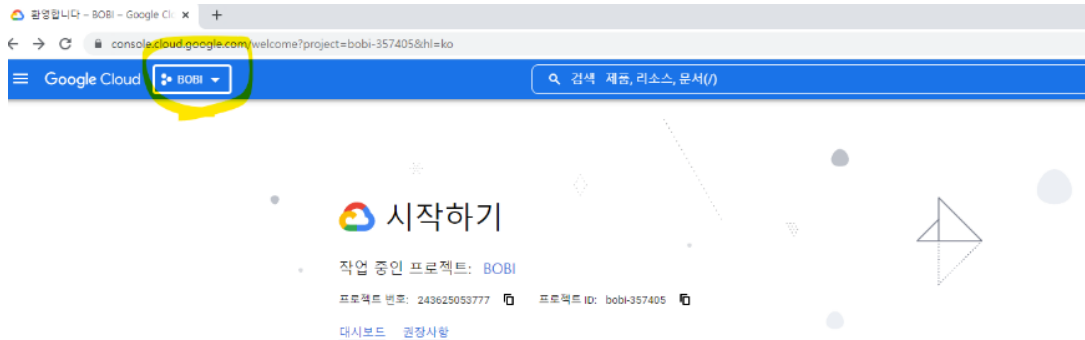 환영합니다 – BOBI – Google Cl
console.cloud.google.com/welcome?project=bobi-357405&hl=ko
Google Cloud BOBI 검색 제품, 리소스, 문서(/)
시작하기
작업 중인 프로젝트: BOBI
프로젝트 번호: 243625053777 프로젝트 ID: bobi-357405
대시보드 권장사항